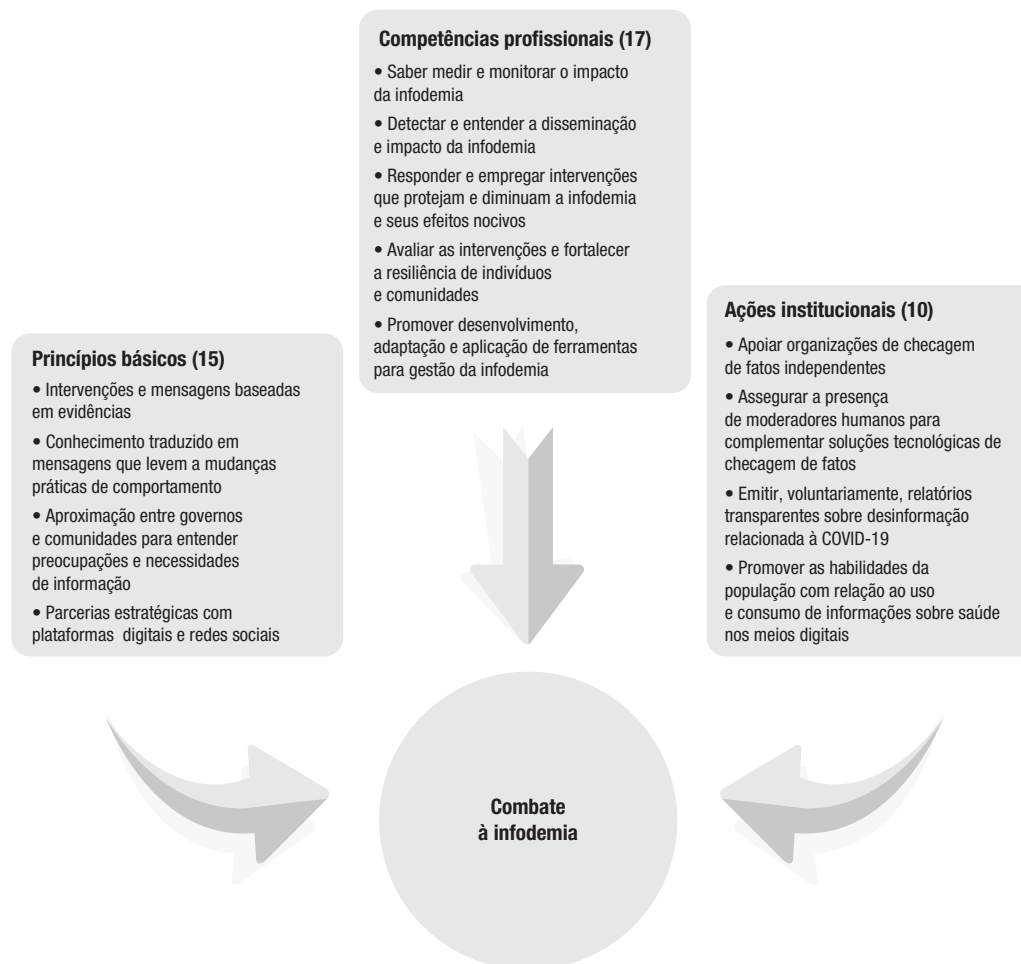 Competências profissionais (17)
• Saber medir e monitorar o impacto
da infodemia
• Detectar e entender a disseminação
e impacto da infodemia
• Responder e empregar intervenções
que protejam e diminuam a infodemia
e seus efeitos nocivos
• Avaliar as intervenções e fortalecer
a resiliência de indivíduos
e comunidades
• Promover desenvolvimento,
adaptação e aplicação de ferramentas
para gestão da infodemia
Princípios básicos (15)
• Intervenções e mensagens baseadas
em evidências
• Conhecimento traduzido em
mensagens que levem a mudanças
práticas de comportamento
• Aproximação entre governos
e comunidades para entender
preocupações e necessidades
de informação
• Parcerias estratégicas com
plataformas digitais e redes sociais
Ações institucionais (10)
• Apoiar organizações de checagem
de fatos independentes
• Assegurar a presença
de moderadores humanos para
complementar soluções tecnológicas de
checagem de fatos
• Emitir, voluntariamente, relatórios
transparentes sobre desinformação
relacionada à COVID-19
• Promover as habilidades da
população com relação ao uso
e consumo de informações sobre saúde
nos meios digitais
Combate
à infodemia